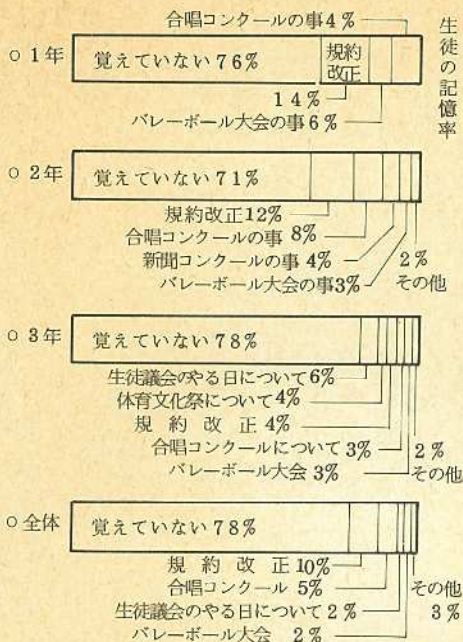 生徒の記憶率
合唱コンクールの事4%
○1年
覚えていない76%
規約
改正
14%
バレーボール大会の事6%
○2年
覚えていない71%
規約改正12%
合唱コンクールの事 8%
新聞コンクールの事 4%
2%
バレーボール大会の事3%
その他
○3年
覚えていない78%
生徒議会のやる日について6%
体育文化祭について4%
規約改正 4%
合唱コンクールについて 3%
2%
バレーボール大会 3%
その他
○全体
覚えていない78%
規約改正 10%
合唱コンクール 5%
その他
生徒議会のやる日について 2%
3%
バレーボール大会 2%